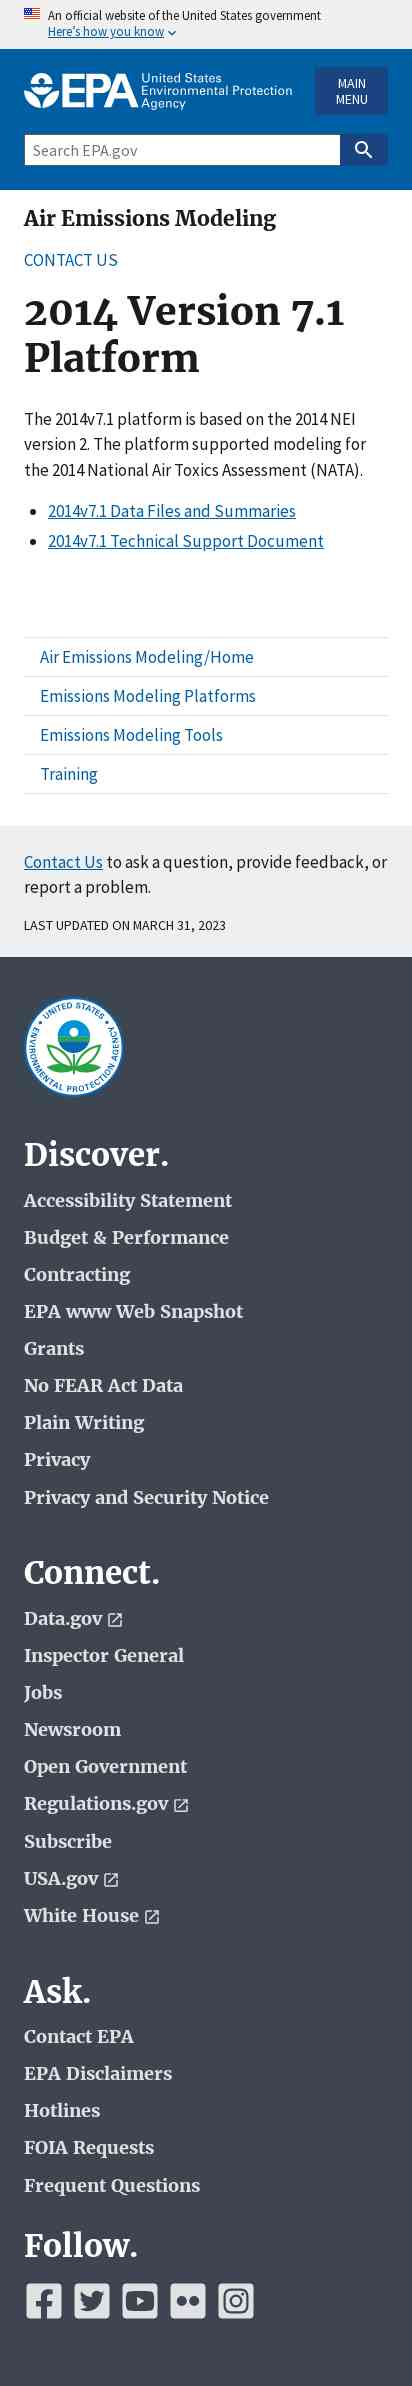 An official website of the United States government
Here's how you know
EPA United States
Environmental Protection
Agency
MAIN
MENU
Search EPA.gov
Air Emissions Modeling
CONTACT US
2014 Version 7.1
Platform
The 2014v7.1 platform is based on the 2014 NEI
version 2. The platform supported modeling for
the 2014 National Air Toxics Assessment (NATA).
2014v7.1 Data Files and Summaries
2014v7.1 Technical Support Document
Air Emissions Modeling/Home
Emissions Modeling Platforms
Emissions Modeling Tools
Training
Contact Us to ask a question, provide feedback, or
report a problem.
LAST UPDATED ON MARCH 31, 2023
UNITED STATES
ENVIRONMENTAL PROTECTION AGENCY
Discover.
Accessibility Statement
Budget & Performance
Contracting
EPA www Web Snapshot
Grants
No FEAR Act Data
Plain Writing
Privacy
Privacy and Security Notice
Connect.
Data.gov
Inspector General
Jobs
Newsroom
Open Government
Regulations.gov
Subscribe
USA.gov
White House
Ask.
Contact EPA
EPA Disclaimers
Hotlines
FOIA Requests
Frequent Questions
Follow.